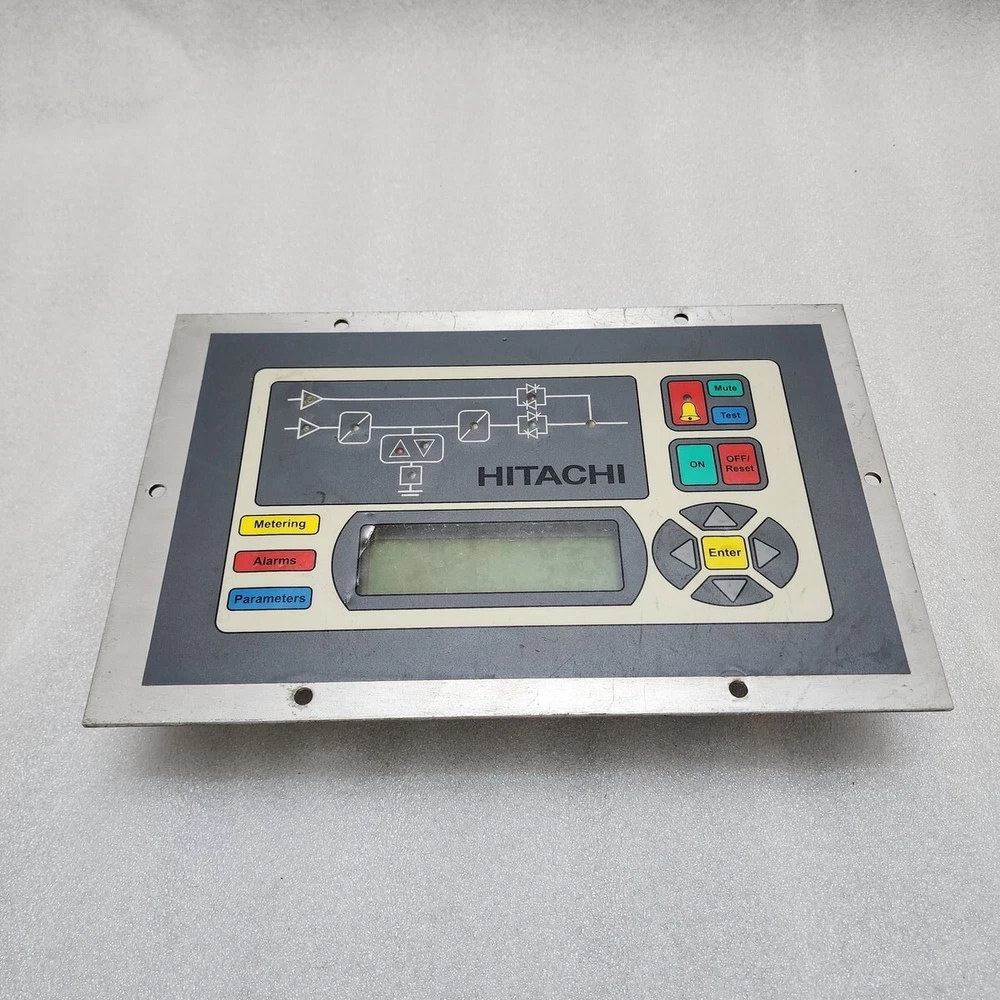 HITACHI
Mute
Test
ON
OFF/
Reset
Metering
Alarms
Parameters
Enter